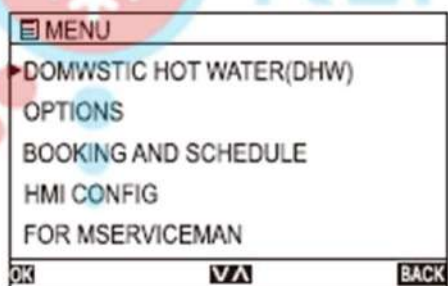 MENU
DOMWSTIC HOT WATER(DHW)
OPTIONS
BOOKING AND SCHEDULE
HMI CONFIG
FOR MSERVICEMAN
OK BACK